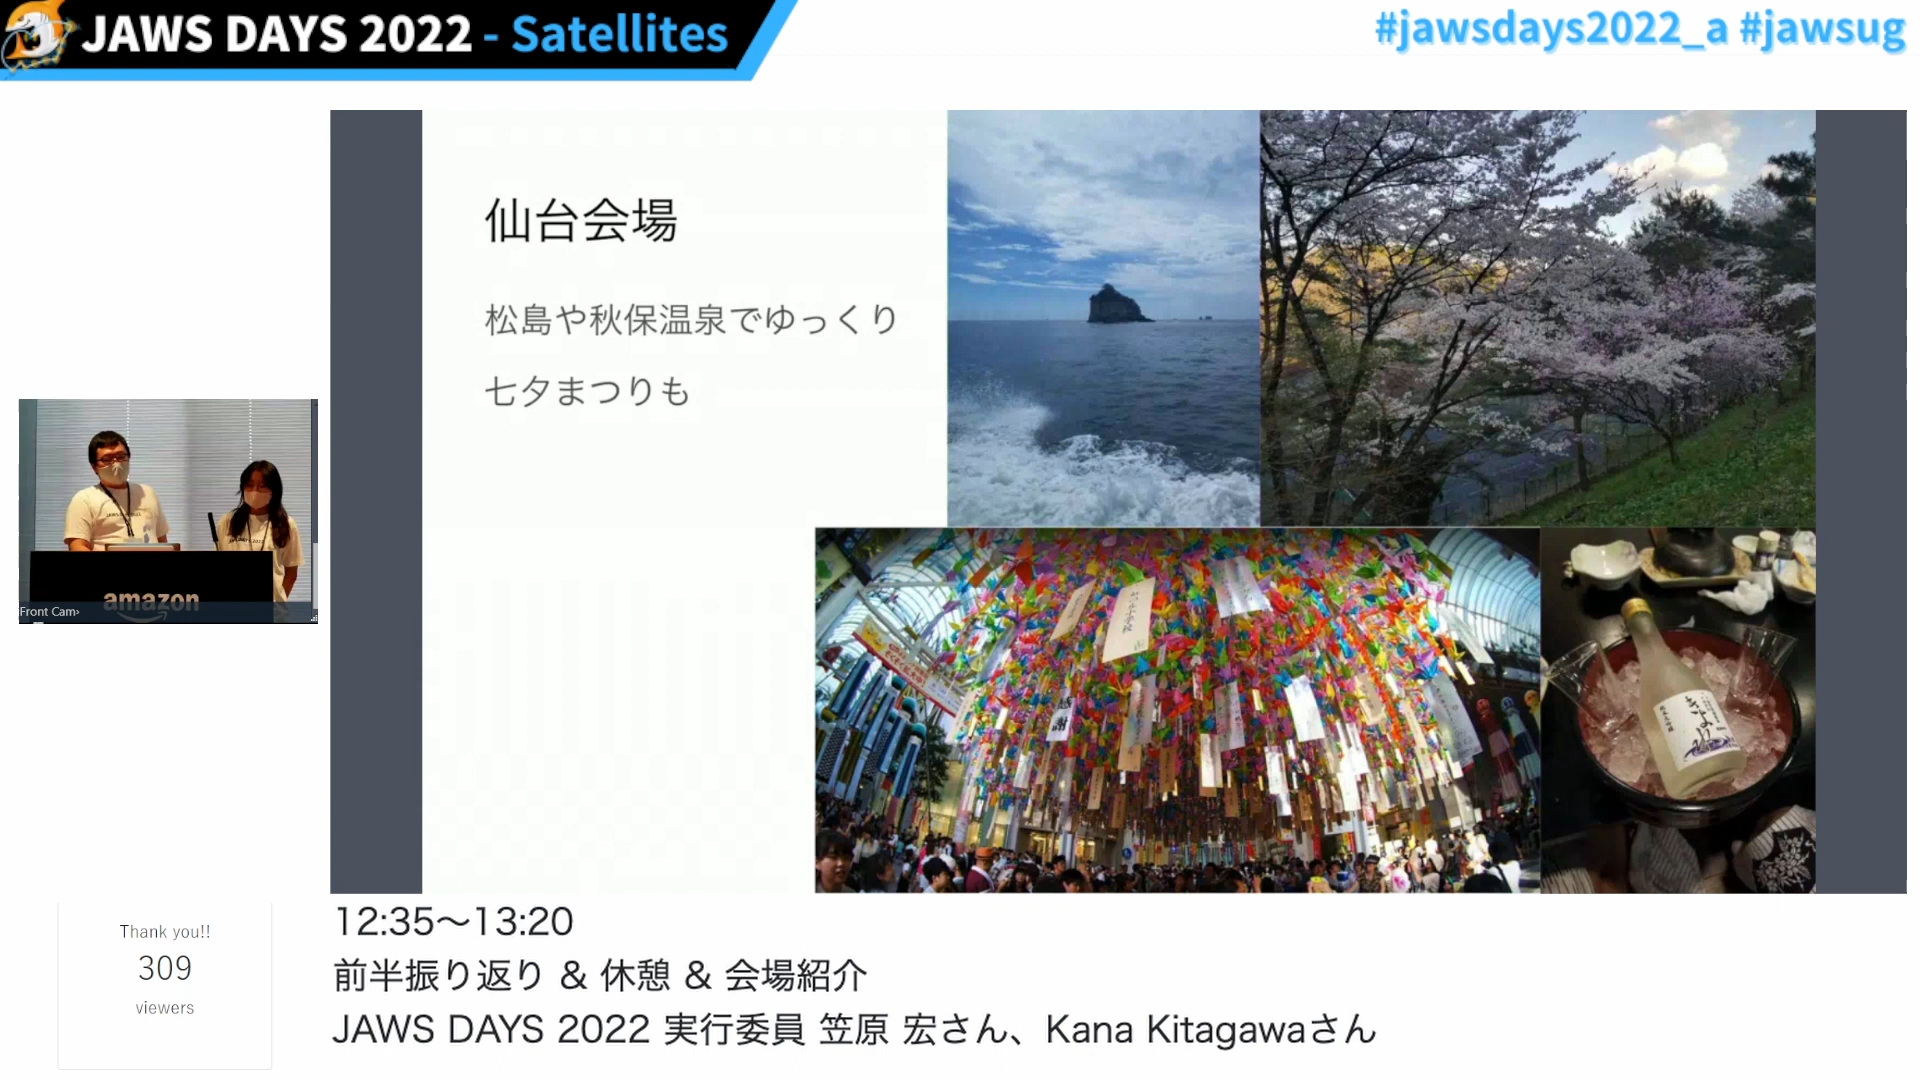 JAWS DAYS 2022 - Satellites
#jawsdays2022_a #jawsug
仙台会場
松島や秋保温泉でゆっくり
七夕まつりも
感謝
amazon
Front Cam›
Thank you!!
309
viewers
12:35〜13:20
前半振り返り & 休憩 & 会場紹介
JAWS DAYS 2022 実行委員 笠原 宏さん、Kana Kitagawaさん